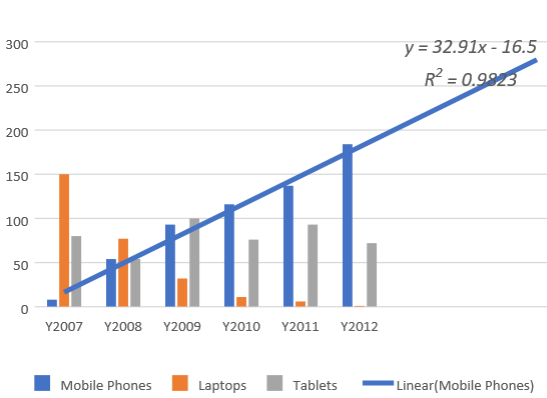 y = 32.91x - 16.5
R² = 0.9823
300
250
200
150
100
50
0
Y2007 Y2008 Y2009 Y2010 Y2011 Y2012
Mobile Phones Laptops Tablets Linear(Mobile Phones)